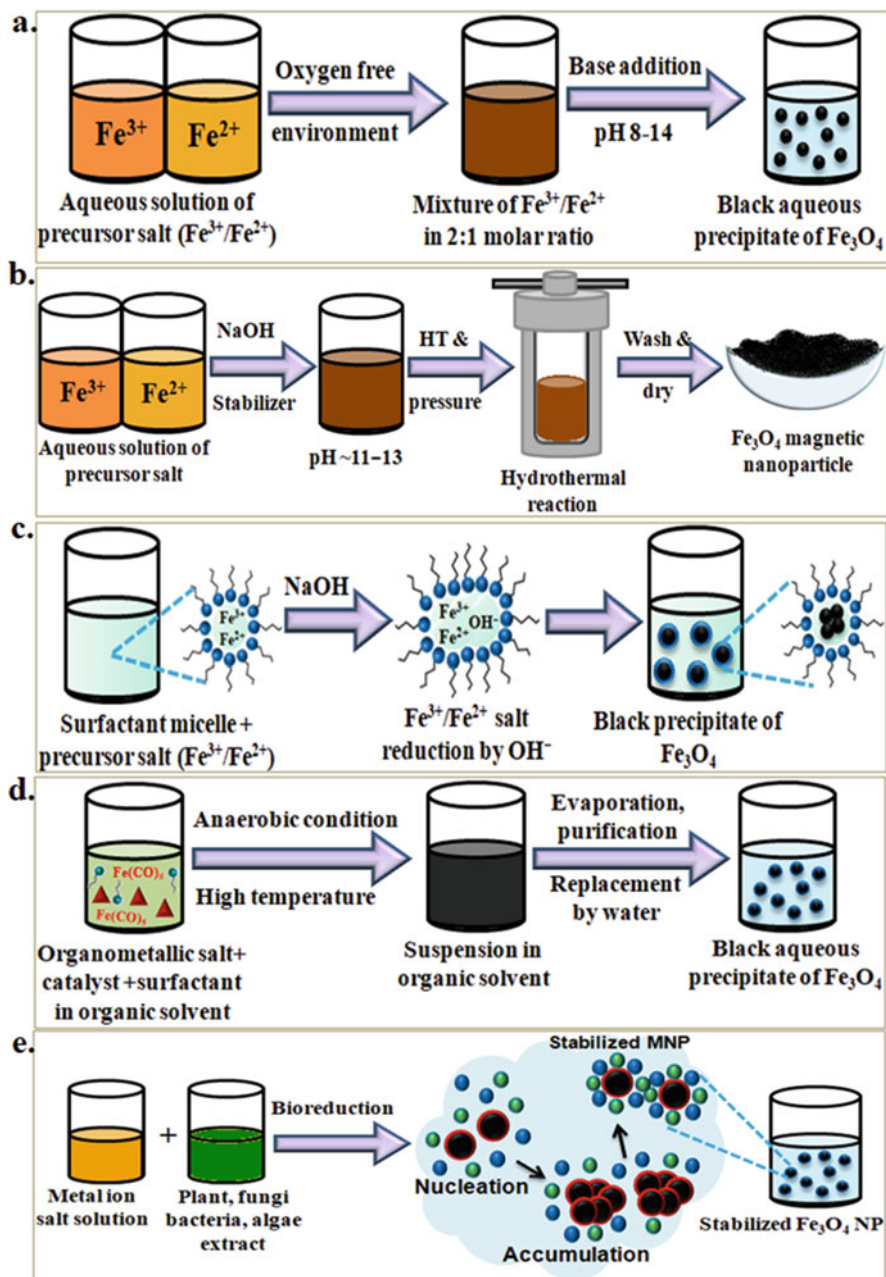 a.
Fe³⁺
Fe²⁺
Oxygen free
environment
Base addition
pH 8-14
Aqueous solution of
precursor salt (Fe³⁺/Fe²⁺)
Mixture of Fe³⁺/Fe²⁺
in 2:1 molar ratio
Black aqueous
precipitate of Fe₃O₄
b.
Fe³⁺
Fe²⁺
NaOH
Stabilizer
HT &
pressure
Wash &
dry
Aqueous solution of
precursor salt
pH ~11–13
Hydrothermal
reaction
Fe₃O₄ magnetic
nanoparticle
c.
Fe³⁺
Fe²⁺
NaOH
Fe³⁺
Fe²⁺ OH⁻
Surfactant micelle +
precursor salt (Fe³⁺/Fe²⁺)
Fe³⁺/Fe²⁺ salt
reduction by OH⁻
Black precipitate of
Fe₃O₄
d.
Fe(CO)₅
Fe(CO)₅
Anaerobic condition
High temperature
Evaporation,
purification
Replacement
by water
Organometallic salt+
catalyst +surfactant
in organic solvent
Suspension in
organic solvent
Black aqueous
precipitate of Fe₃O₄
e.
+
Bioreduction
Metal ion
salt solution
Plant, fungi
bacteria, algae
extract
Nucleation
Accumulation
Stabilized MNP
Stabilized Fe₃O₄ NP